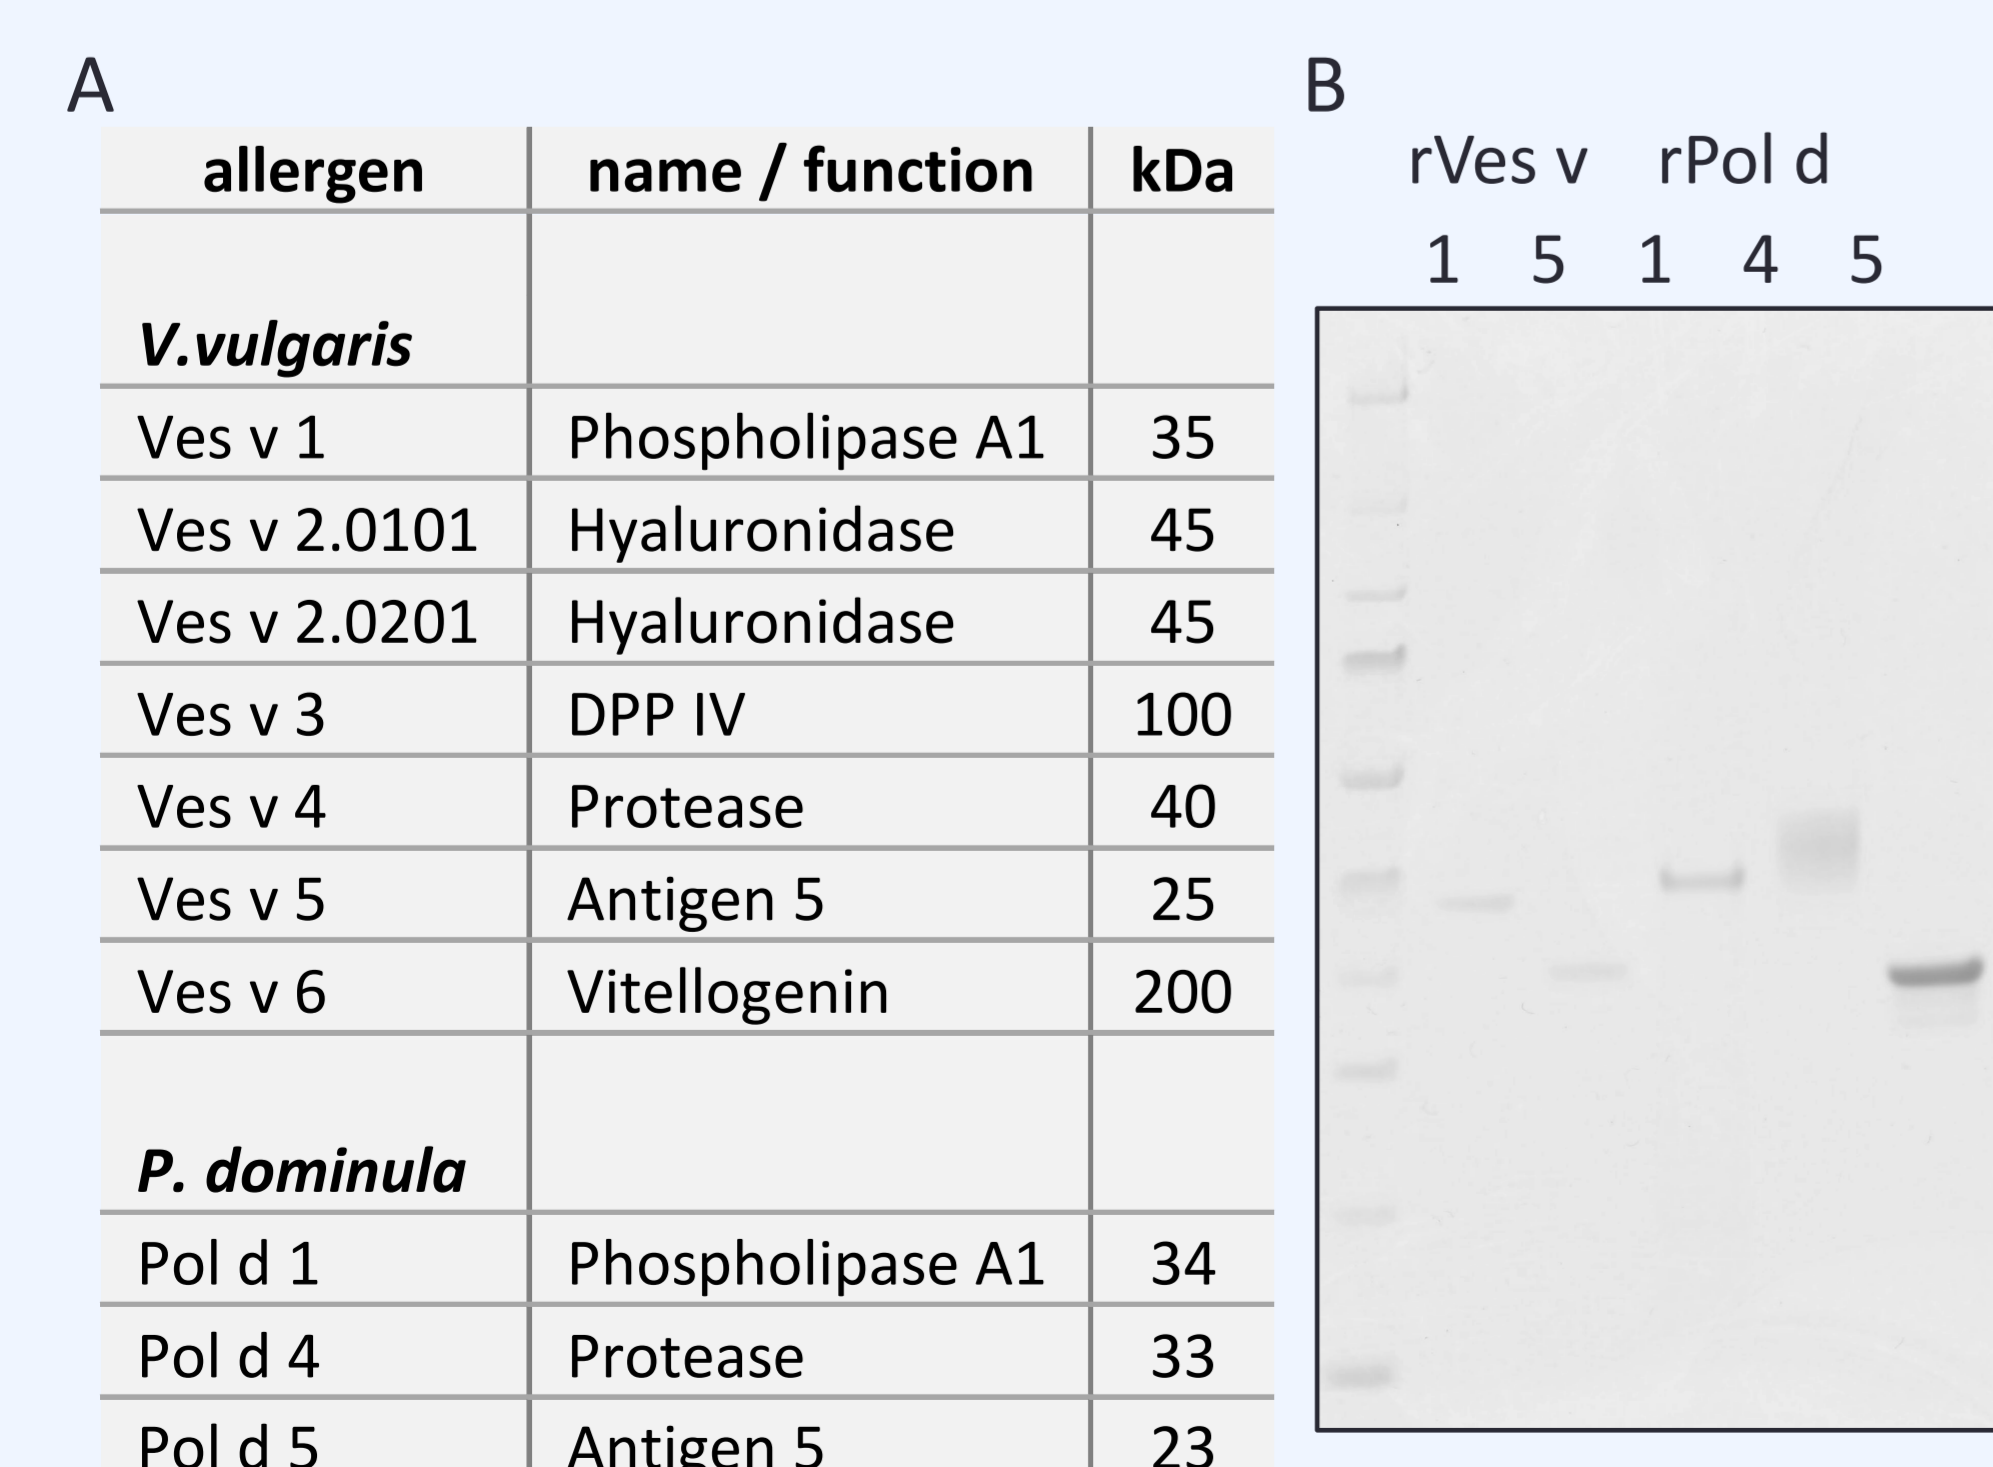 A
allergen name / function kDa
V.vulgaris
Ves v 1 Phospholipase A1 35
Ves v 2.0101 Hyaluronidase 45
Ves v 2.0201 Hyaluronidase 45
Ves v 3 DPP IV 100
Ves v 4 Protease 40
Ves v 5 Antigen 5 25
Ves v 6 Vitellogenin 200
P. dominula
Pol d 1 Phospholipase A1 34
Pol d 4 Protease 33
Pol d 5 Antigen 5 23
B
rVes v rPol d
1 5 1 4 5